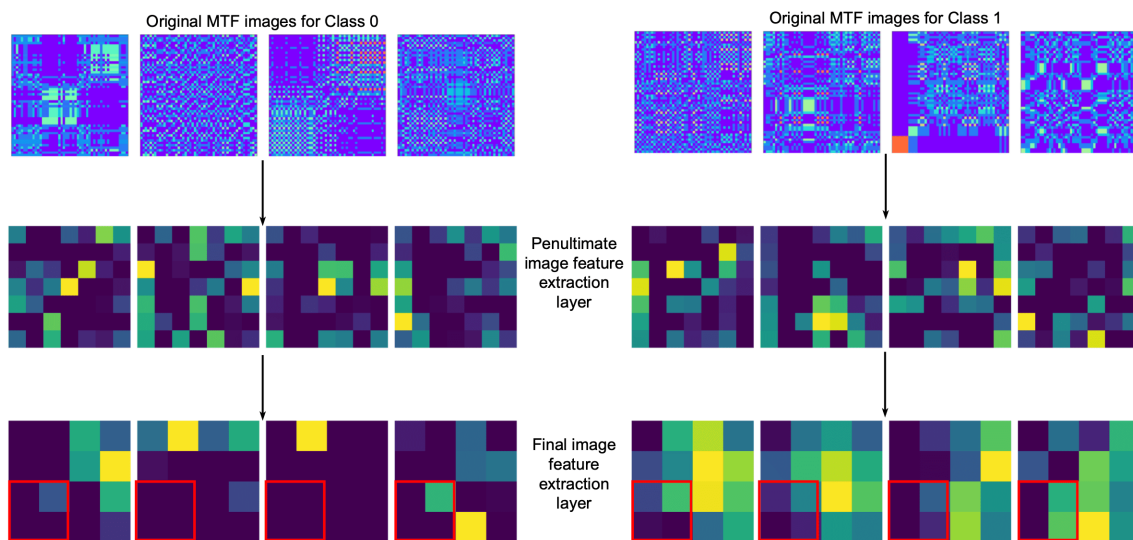 Original MTF images for Class 0
Original MTF images for Class 1
Penultimate
image feature
extraction
layer
Final image
feature
extraction
layer